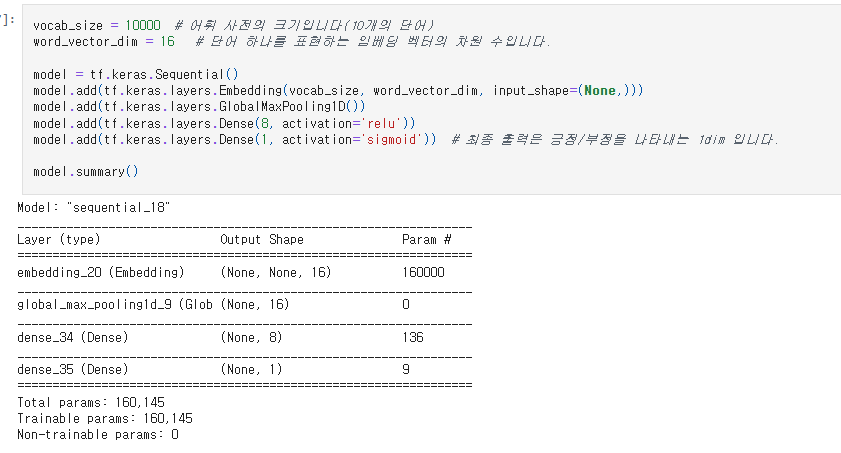 ]:
vocab_size = 10000  # 어휘 사전의 크기입니다(10개의 단어)
word_vector_dim = 16   # 단어 하나를 표현하는 임베딩 벡터의 차원 수입니다.
model = tf.keras.Sequential()
model.add(tf.keras.layers.Embedding(vocab_size, word_vector_dim, input_shape=(None,)))
model.add(tf.keras.layers.GlobalMaxPooling1D())
model.add(tf.keras.layers.Dense(8, activation='relu'))
model.add(tf.keras.layers.Dense(1, activation='sigmoid'))  # 최종 출력은 긍정/부정을 나타내는 1dim 입니다.
model.summary()
Model: "sequential_18"
_________________________________________________________________
Layer (type)                 Output Shape              Param #
=================================================================
embedding_20 (Embedding)     (None, None, 16)          160000
_________________________________________________________________
global_max_pooling1d_9 (Glob (None, 16)                0
_________________________________________________________________
dense_34 (Dense)             (None, 8)                 136
_________________________________________________________________
dense_35 (Dense)             (None, 1)                 9
=================================================================
Total params: 160,145
Trainable params: 160,145
Non-trainable params: 0